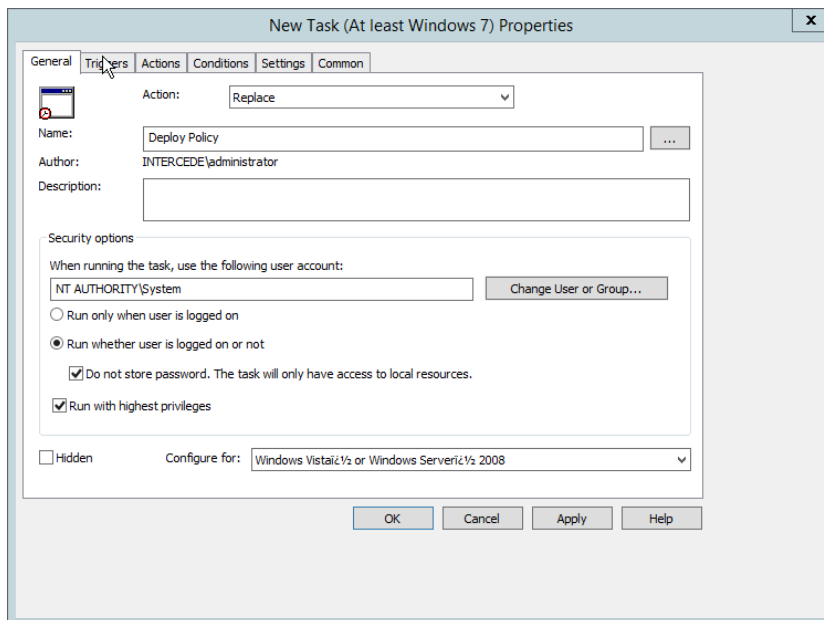 New Task (At least Windows 7) Properties
x
General Triggers Actions Conditions Settings Common
Action: Replace
Name: Deploy Policy ...
Author: INTERCEDE\administrator
Description:
Security options
When running the task, use the following user account:
NT AUTHORITY\System Change User or Group...
Run only when user is logged on
Run whether user is logged on or not
Do not store password. The task will only have access to local resources.
Run with highest privileges
Hidden Configure for: Windows Vistaï¿½ or Windows Serverï¿½ 2008
OK Cancel Apply Help